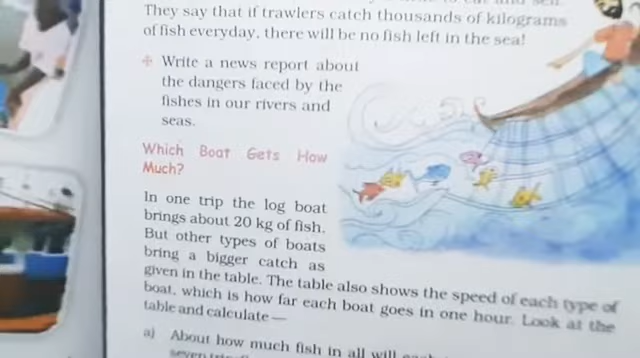 They say that if trawlers catch thousands of kilograms
of fish everyday, there will be no fish left in the sea!
Write a news report about
the dangers faced by the
fishes in our rivers and
seas.
Which Boat Gets How
Much?
In one trip the log boat
brings about 20 kg of fish.
But other types of boats
bring a bigger catch as
given in the table. The table also shows the speed of each type of
boat, which is how far each boat goes in one hour. Look at the
table and calculate —
a) About how much fish in all will
seven